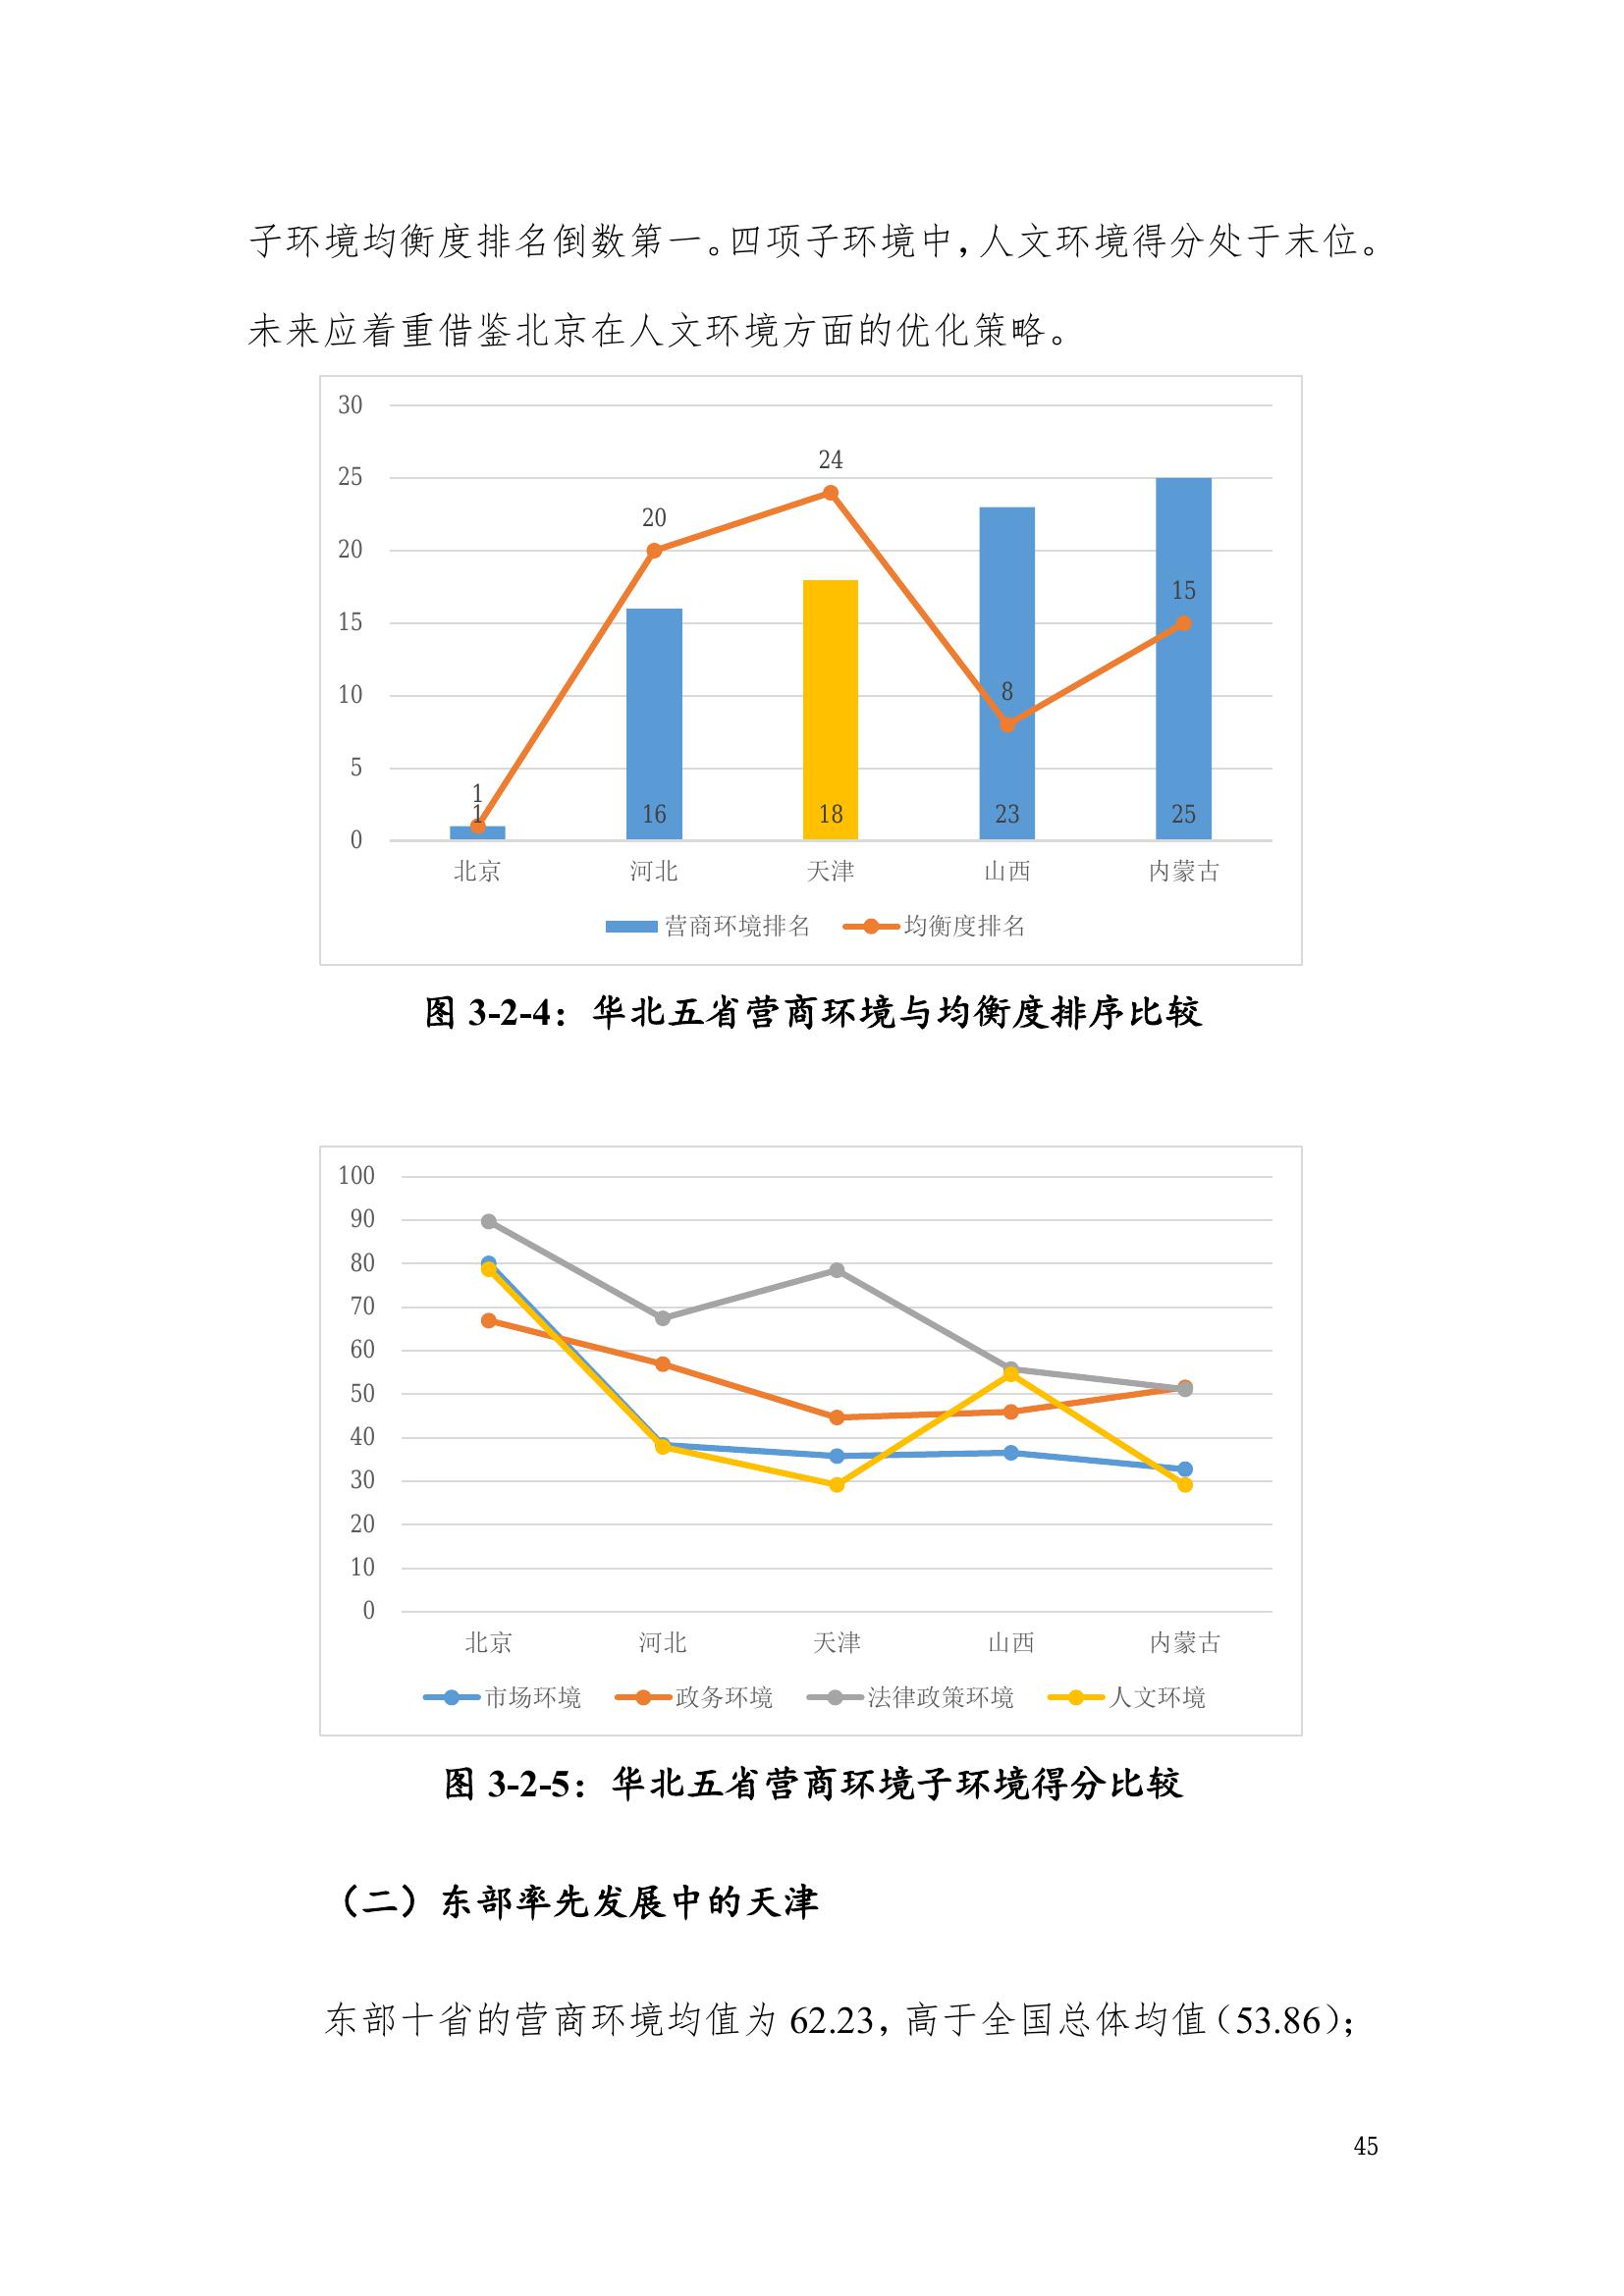 子环境均衡度排名倒数第一。四项子环境中，人文环境得分处于末位。
未来应着重借鉴北京在人文环境方面的优化策略。
30
25
20
15
10
5
0
1
1
20
16
24
18
8
23
15
25
北京 河北 天津 山西 内蒙古
营商环境排名 均衡度排名
图 3-2-4：华北五省营商环境与均衡度排序比较
100
90
80
70
60
50
40
30
20
10
0
北京 河北 天津 山西 内蒙古
市场环境 政务环境 法律政策环境 人文环境
图 3-2-5：华北五省营商环境子环境得分比较
（二）东部率先发展中的天津
东部十省的营商环境均值为 62.23，高于全国总体均值（53.86）；
45